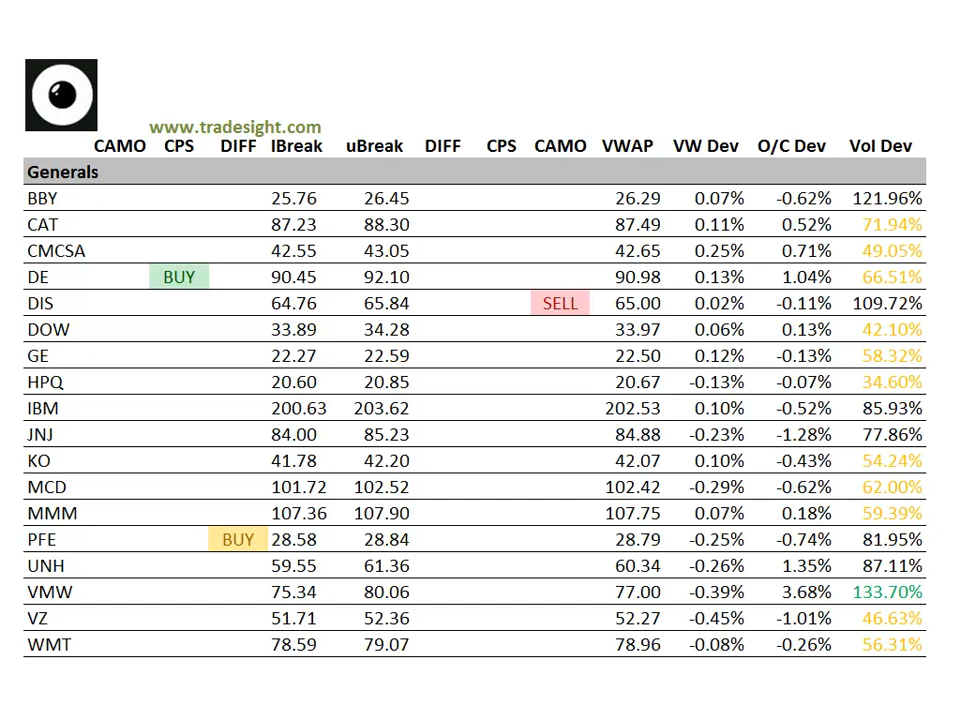 www.tradesight.com
CAMO CPS DIFF lBreak uBreak DIFF CPS CAMO VWAP VW Dev O/C Dev Vol Dev
Generals
BBY 25.76 26.45 26.29 0.07% -0.62% 121.96%
CAT 87.23 88.30 87.49 0.11% 0.52% 71.94%
CMCSA 42.55 43.05 42.65 0.25% 0.71% 49.05%
DE BUY 90.45 92.10 90.98 0.13% 1.04% 66.51%
DIS 64.76 65.84 SELL 65.00 0.02% -0.11% 109.72%
DOW 33.89 34.28 33.97 0.06% 0.13% 42.10%
GE 22.27 22.59 22.50 0.12% -0.13% 58.32%
HPQ 20.60 20.85 20.67 -0.13% -0.07% 34.60%
IBM 200.63 203.62 202.53 0.10% -0.52% 85.93%
JNJ 84.00 85.23 84.88 -0.23% -1.28% 77.86%
KO 41.78 42.20 42.07 0.10% -0.43% 54.24%
MCD 101.72 102.52 102.42 -0.29% -0.62% 62.00%
MMM 107.36 107.90 107.75 0.07% 0.18% 59.39%
PFE BUY 28.58 28.84 28.79 -0.25% -0.74% 81.95%
UNH 59.55 61.36 60.34 -0.26% 1.35% 87.11%
VMW 75.34 80.06 77.00 -0.39% 3.68% 133.70%
VZ 51.71 52.36 52.27 -0.45% -1.01% 46.63%
WMT 78.59 79.07 78.96 -0.08% -0.26% 56.31%